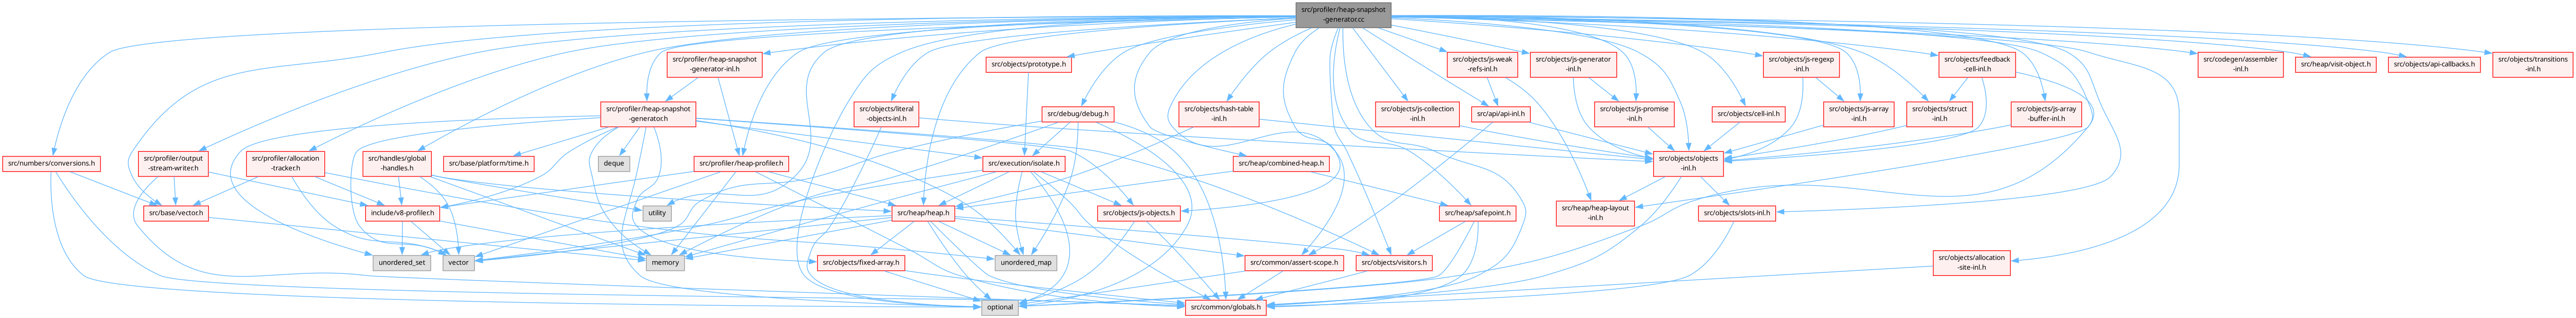 src/profiler/heap-snapshot
-generator.cc
src/profiler/heap-snapshot
-generator-inl.h
src/objects/prototype.h
src/objects/js-weak
-refs-inl.h
src/objects/js-generator
-inl.h
src/objects/js-regexp
-inl.h
src/objects/feedback
-cell-inl.h
src/codegen/assembler
-inl.h
src/heap/visit-object.h
src/objects/api-callbacks.h
src/objects/transitions
-inl.h
src/profiler/heap-snapshot
-generator.h
src/objects/literal
-objects-inl.h
src/debug/debug.h
src/objects/hash-table
-inl.h
src/objects/js-collection
-inl.h
src/api/api-inl.h
src/objects/js-promise
-inl.h
src/objects/cell-inl.h
src/objects/js-array
-inl.h
src/objects/struct
-inl.h
src/objects/js-array
-buffer-inl.h
src/numbers/conversions.h
src/profiler/output
-stream-writer.h
src/profiler/allocation
-tracker.h
src/handles/global
-handles.h
src/base/platform/time.h
deque
src/profiler/heap-profiler.h
src/execution/isolate.h
src/heap/combined-heap.h
src/objects/objects
-inl.h
src/base/vector.h
include/v8-profiler.h
utility
src/heap/heap.h
src/objects/js-objects.h
src/heap/safepoint.h
src/heap/heap-layout
-inl.h
src/objects/slots-inl.h
unordered_set
vector
memory
src/objects/fixed-array.h
unordered_map
src/common/assert-scope.h
src/objects/visitors.h
src/objects/allocation
-site-inl.h
optional
src/common/globals.h